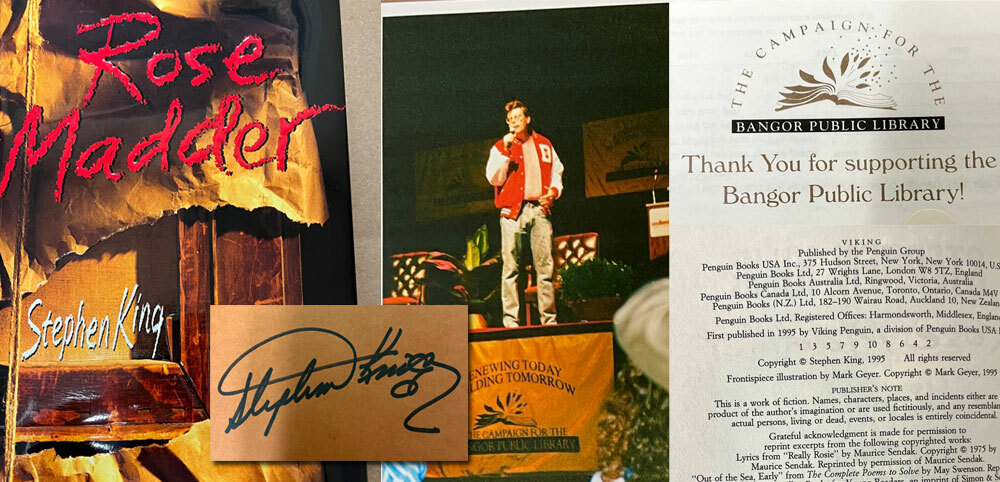 Rose
Madder
Stephen King
Stephen King
RENEWING TODAY
BUILDING TOMORROW
THE CAMPAIGN FOR THE
BANGOR PUBLIC LIBRARY
THE CAMPAIGN FOR THE
BANGOR PUBLIC LIBRARY
Thank You for supporting the
Bangor Public Library!
VIKING
Published by the Penguin Group
Penguin Books USA Inc., 375 Hudson Street, New York, New York 10014, U.S
Penguin Books Ltd, 27 Wrights Lane, London W8 5TZ, England
Penguin Books Australia Ltd, Ringwood, Victoria, Australia
Penguin Books Canada Ltd, 10 Alcorn Avenue, Toronto, Ontario, Canada M4V
Penguin Books (N.Z.) Ltd, 182–190 Wairau Road, Auckland 10, New Zealan
Penguin Books Ltd, Registered Offices: Harmondsworth, Middlesex, England
First published in 1995 by Viking Penguin, a division of Penguin Books USA
1 3 5 7 9 10 8 6 4 2
Copyright © Stephen King, 1995 All rights reserved
Frontispiece illustration by Mark Geyer. Copyright © Mark Geyer, 1995
PUBLISHER'S NOTE
This is a work of fiction. Names, characters, places, and incidents either are
product of the author's imagination or are used fictitiously, and any resemblan
actual persons, living or dead, events, or locales is entirely coincidental.
Grateful acknowledgment is made for permission to
reprint excerpts from the following copyrighted works:
Lyrics from "Really Rosie" by Maurice Sendak. Copyright © 1975 by
Maurice Sendak. Reprinted by permission of Maurice Sendak.
"Out of the Sea, Early" from The Complete Poems to Solve by May Swenson. Rep